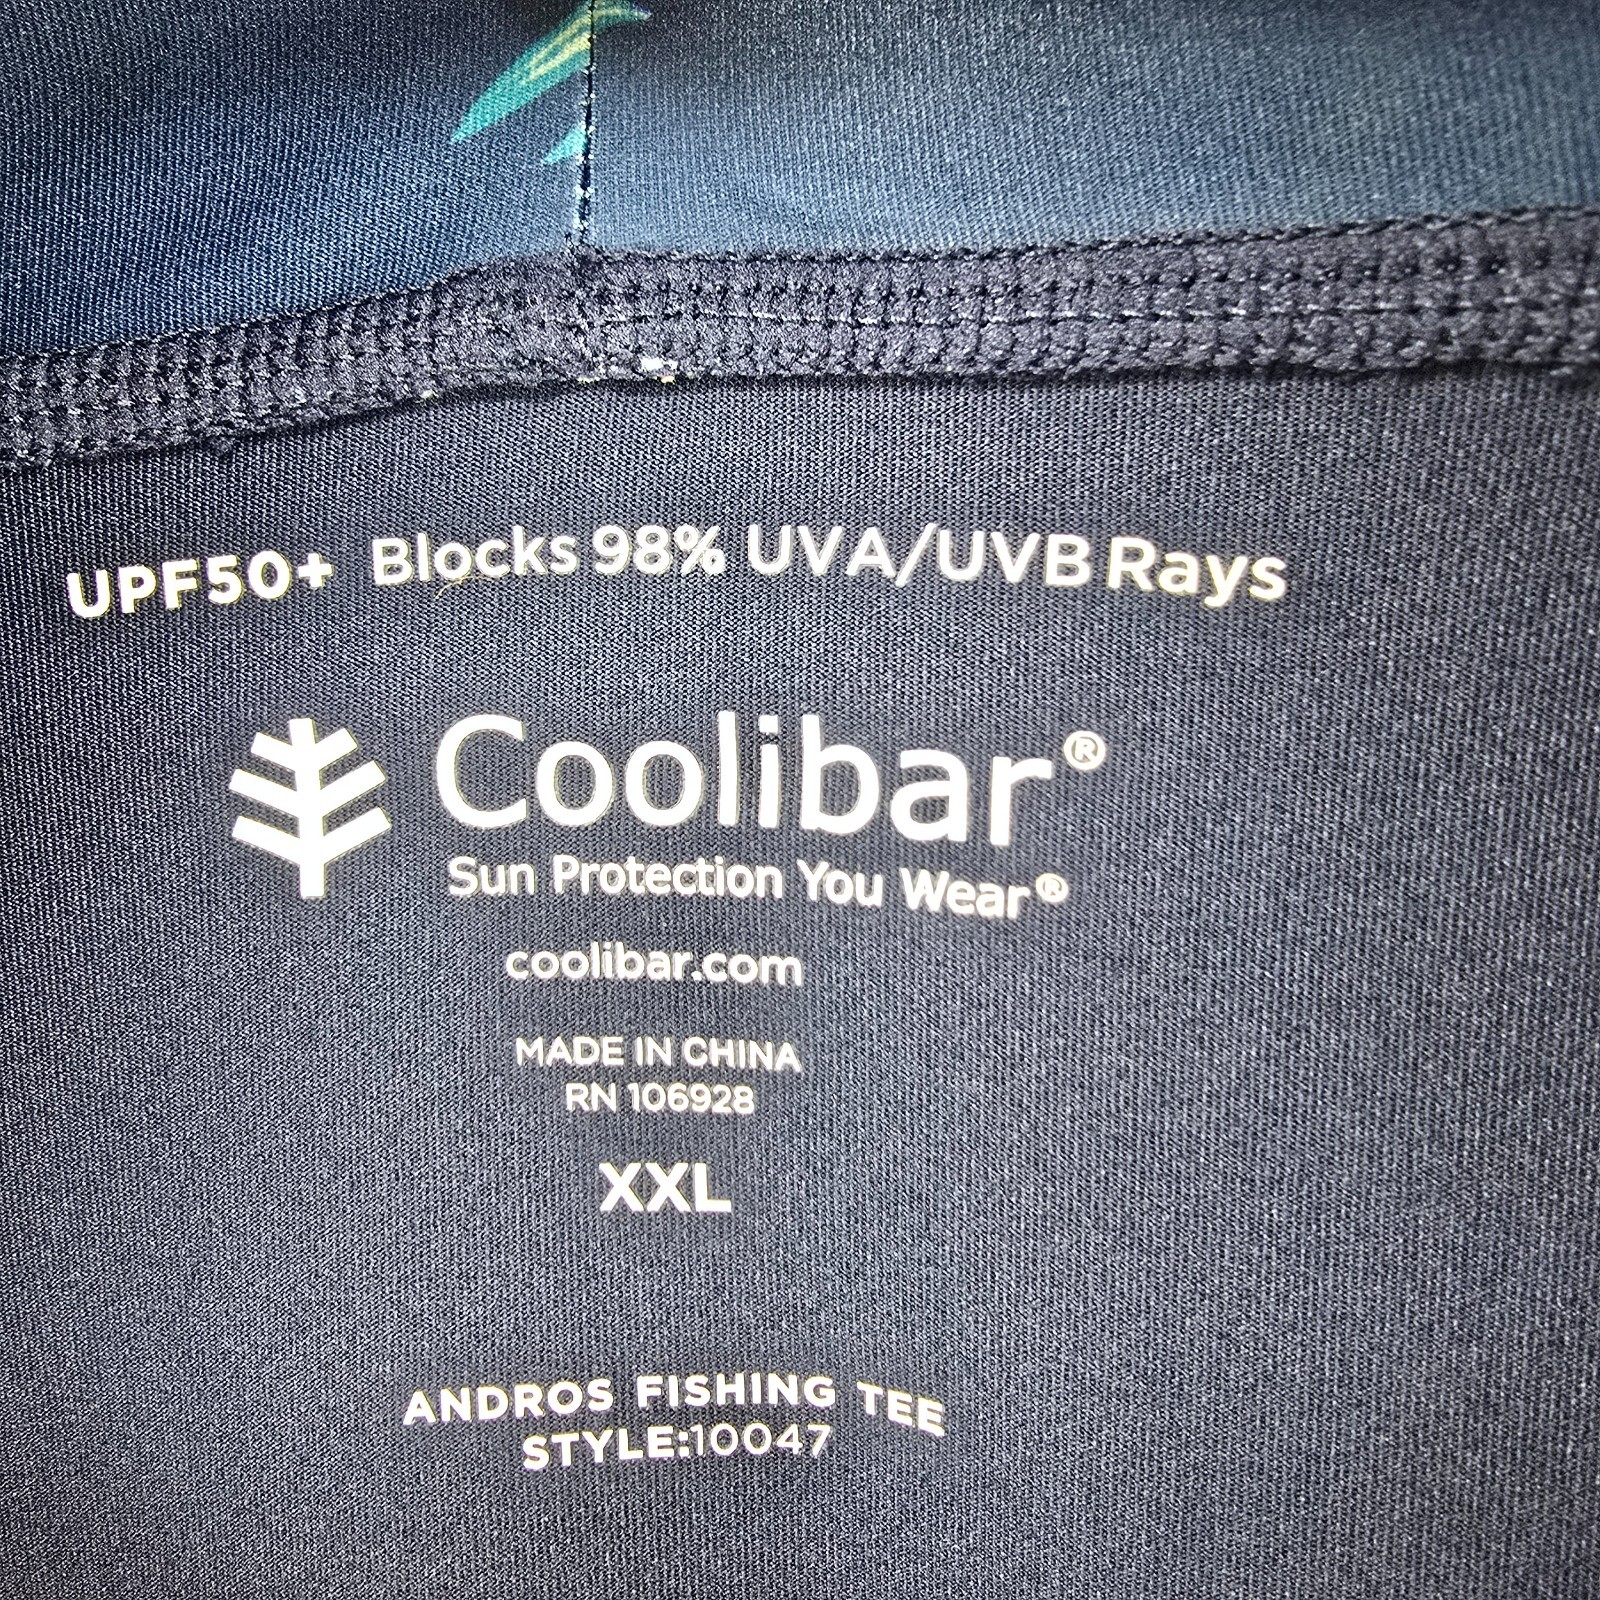 UPF50+ Blocks 98% UVA/UVB Rays
Coolibar®
Sun Protection You Wear®
coolibar.com
MADE IN CHINA
RN 106928
XXL
ANDROS FISHING TEE
STYLE:10047